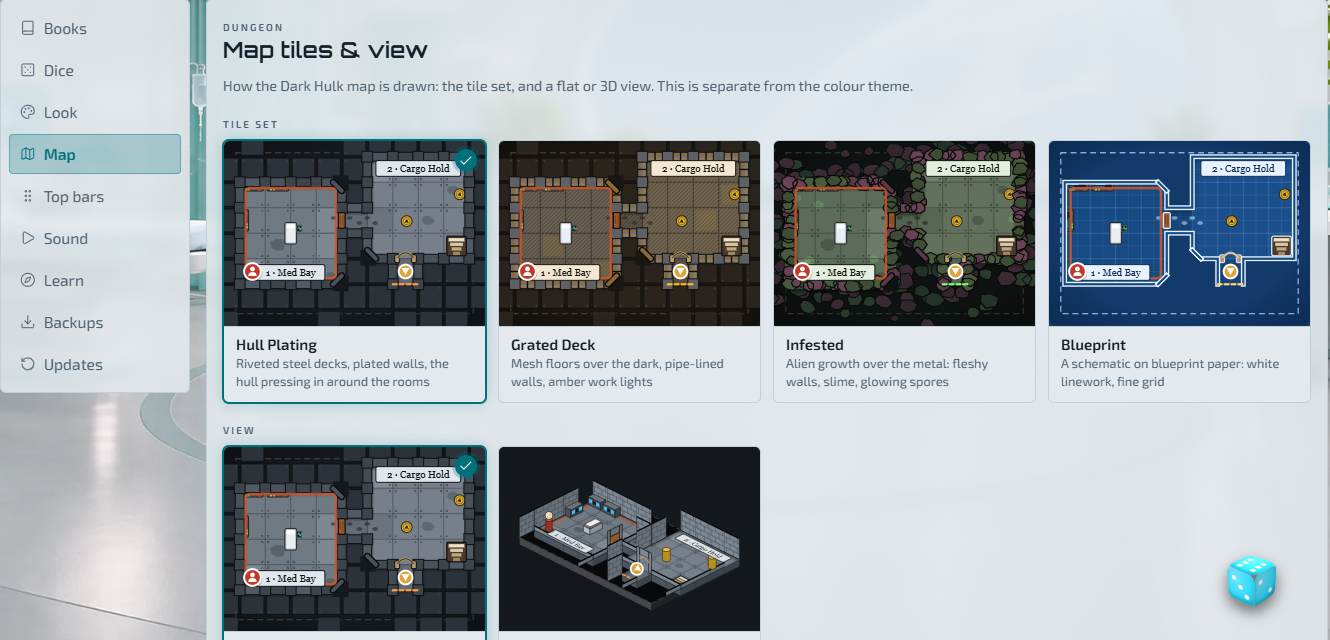 Books
Dice
Look
Map
Top bars
Sound
Learn
Backups
Updates
DUNGEON
Map tiles & view
How the Dark Hulk map is drawn: the tile set, and a flat or 3D view. This is separate from the colour theme.
TILE SET
2 · Cargo Hold
1 · Med Bay
Hull Plating
Riveted steel decks, plated walls, the
hull pressing in around the rooms
2 · Cargo Hold
1 · Med Bay
Grated Deck
Mesh floors over the dark, pipe-lined
walls, amber work lights
2 · Cargo Hold
1 · Med Bay
Infested
Alien growth over the metal: fleshy
walls, slime, glowing spores
2 · Cargo Hold
1 · Med Bay
Blueprint
A schematic on blueprint paper: white
linework, fine grid
VIEW
2 · Cargo Hold
1 · Med Bay
1 · Med Bay
2 · Cargo Hold